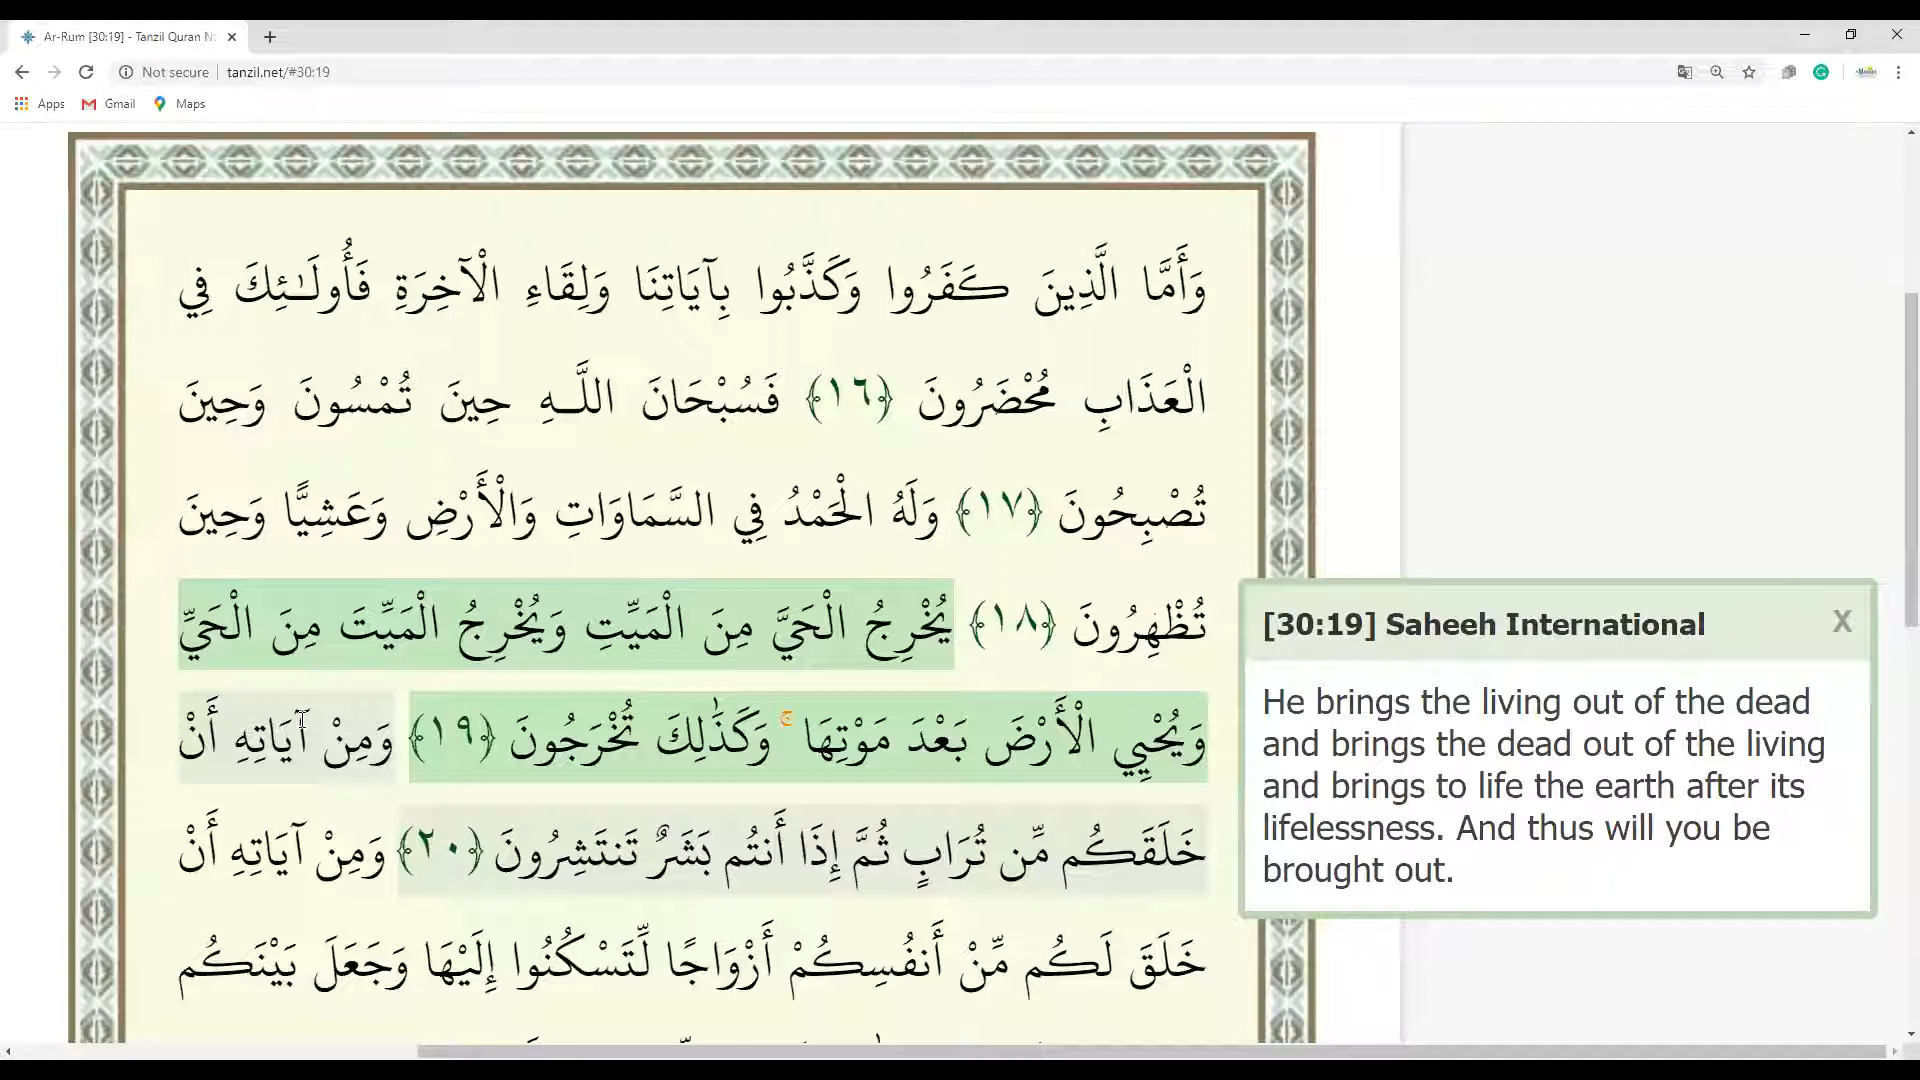 Ar-Rum [30:19] - Tanzil Quran N
Not secure
tanzil.net/#30:19
Apps
Gmail
Maps
وَأَمَّا الَّذِينَ كَفَرُوا وَكَذَّبُوا بِآيَاتِنَا وَلِقَاءِ الْآخِرَةِ فَأُولَـٰئِكَ فِي
الْعَذَابِ مُحْضَرُونَ ﴿١٦﴾ فَسُبْحَانَ اللَّـهِ حِينَ تُمْسُونَ وَحِينَ
تُصْبِحُونَ ﴿١٧﴾ وَلَهُ الْحَمْدُ فِي السَّمَاوَاتِ وَالْأَرْضِ وَعَشِيًّا وَحِينَ
تُظْهِرُونَ ﴿١٨﴾ يُخْرِجُ الْحَيَّ مِنَ الْمَيِّتِ وَيُخْرِجُ الْمَيِّتَ مِنَ الْحَيِّ
وَيُحْيِي الْأَرْضَ بَعْدَ مَوْتِهَا ۚ وَكَذَٰلِكَ تُخْرَجُونَ ﴿١٩﴾ وَمِنْ آيَاتِهِ أَنْ
خَلَقَكُم مِّن تُرَابٍ ثُمَّ إِذَا أَنتُم بَشَرٌ تَنتَشِرُونَ ﴿٢٠﴾ وَمِنْ آيَاتِهِ أَنْ
خَلَقَ لَكُم مِّنْ أَنفُسِكُمْ أَزْوَاجًا لِّتَسْكُنُوا إِلَيْهَا وَجَعَلَ بَيْنَكُم
[30:19] Saheeh International
X
He brings the living out of the dead
and brings the dead out of the living
and brings to life the earth after its
lifelessness. And thus will you be
brought out.